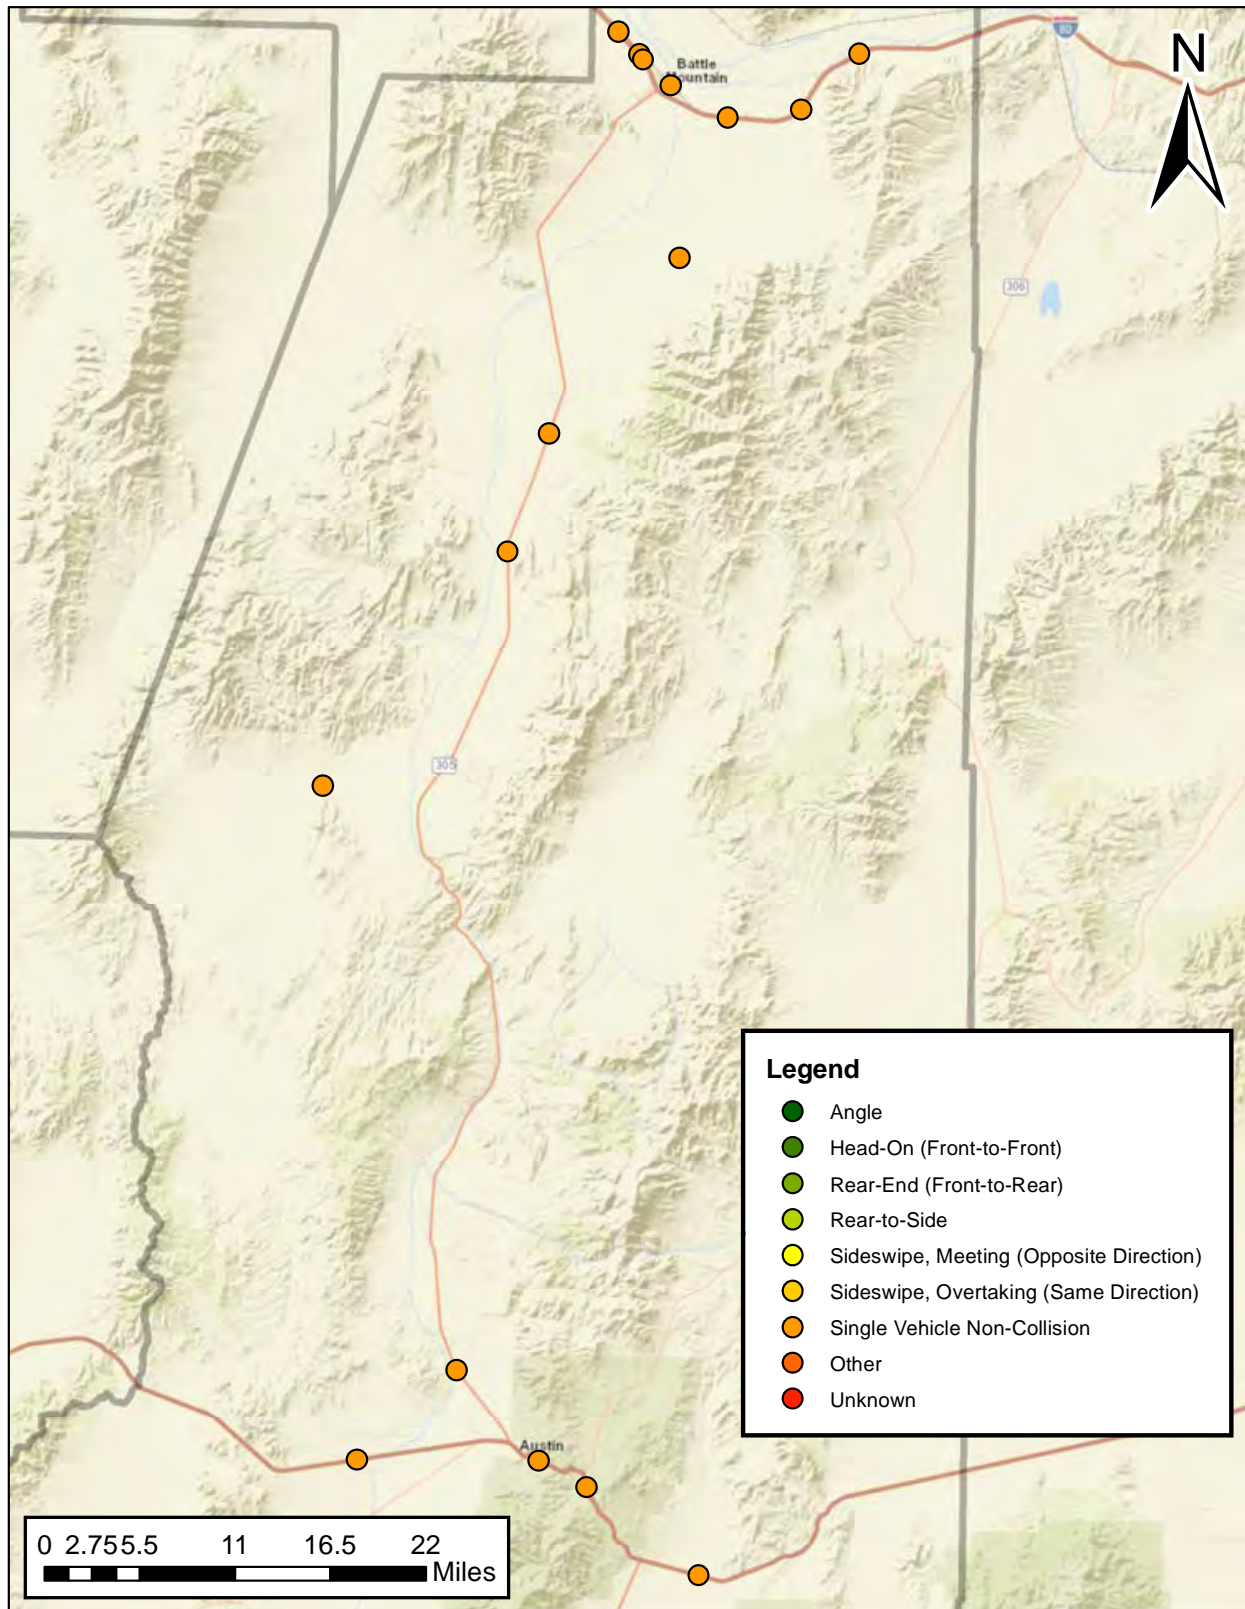 80
N
Battle
Mountain
306
305
Legend
Angle
Head-On (Front-to-Front)
Rear-End (Front-to-Rear)
Rear-to-Side
Sideswipe, Meeting (Opposite Direction)
Sideswipe, Overtaking (Same Direction)
Single Vehicle Non-Collision
Other
Unknown
Austin
0 2.75 5.5 11 16.5 22
Miles